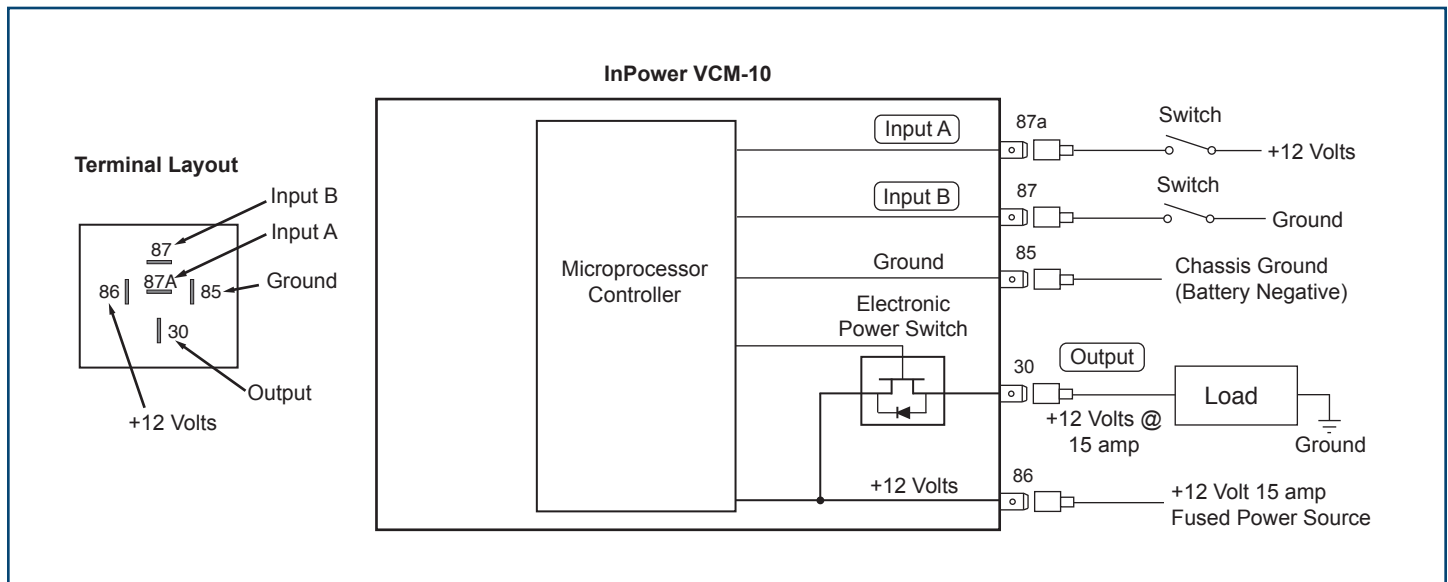 InPower VCM-10
Terminal Layout
Input B
Input A
Ground
Output
+12 Volts
87
87A
86
85
30
Microprocessor
Controller
Input A
87a
Switch
+12 Volts
Input B
87
Switch
Ground
Ground
85
Chassis Ground
(Battery Negative)
Electronic
Power Switch
30
Output
+12 Volts @
15 amp
Load
Ground
+12 Volts
86
+12 Volt 15 amp
Fused Power Source